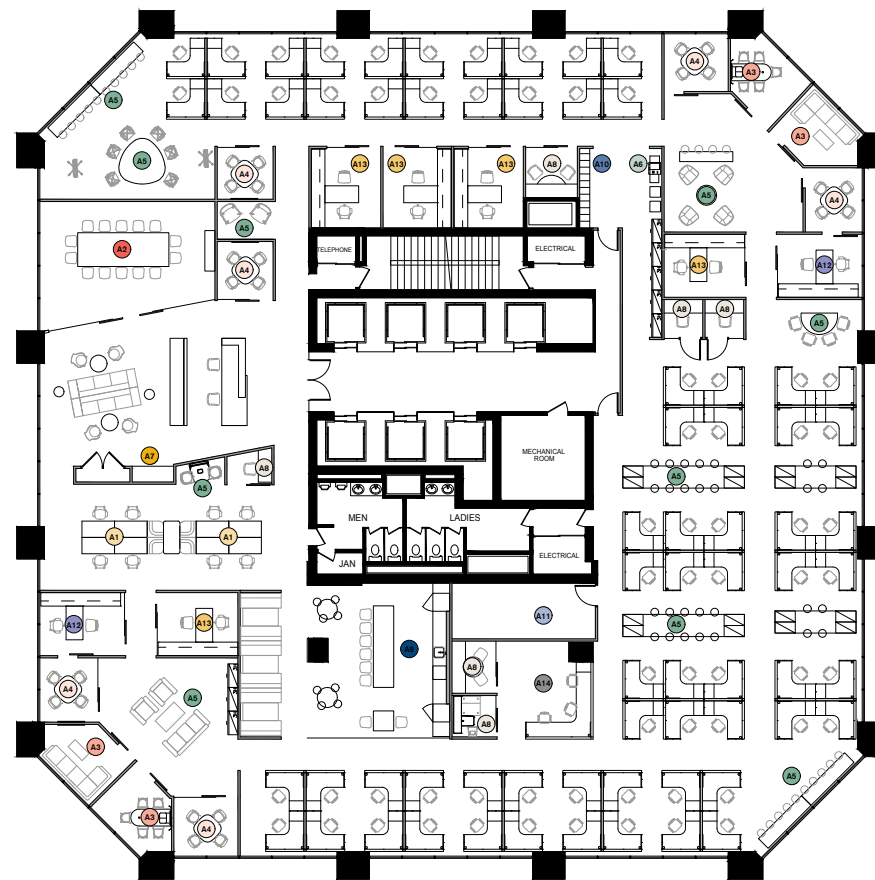 A4
A3
A5
A3
A5
A4
A13
A13
A13
A8
A10
A6
A5
A4
A5
A2
A4
TELEPHONE
ELECTRICAL
A13
A12
A8
A8
A5
A7
A8
A5
MECHANICAL
ROOM
A5
MEN
LADIES
A1
A1
JAN
ELECTRICAL
A12
A13
A11
A5
A9
A8
A4
A5
A14
A8
A3
A5
A3
A4